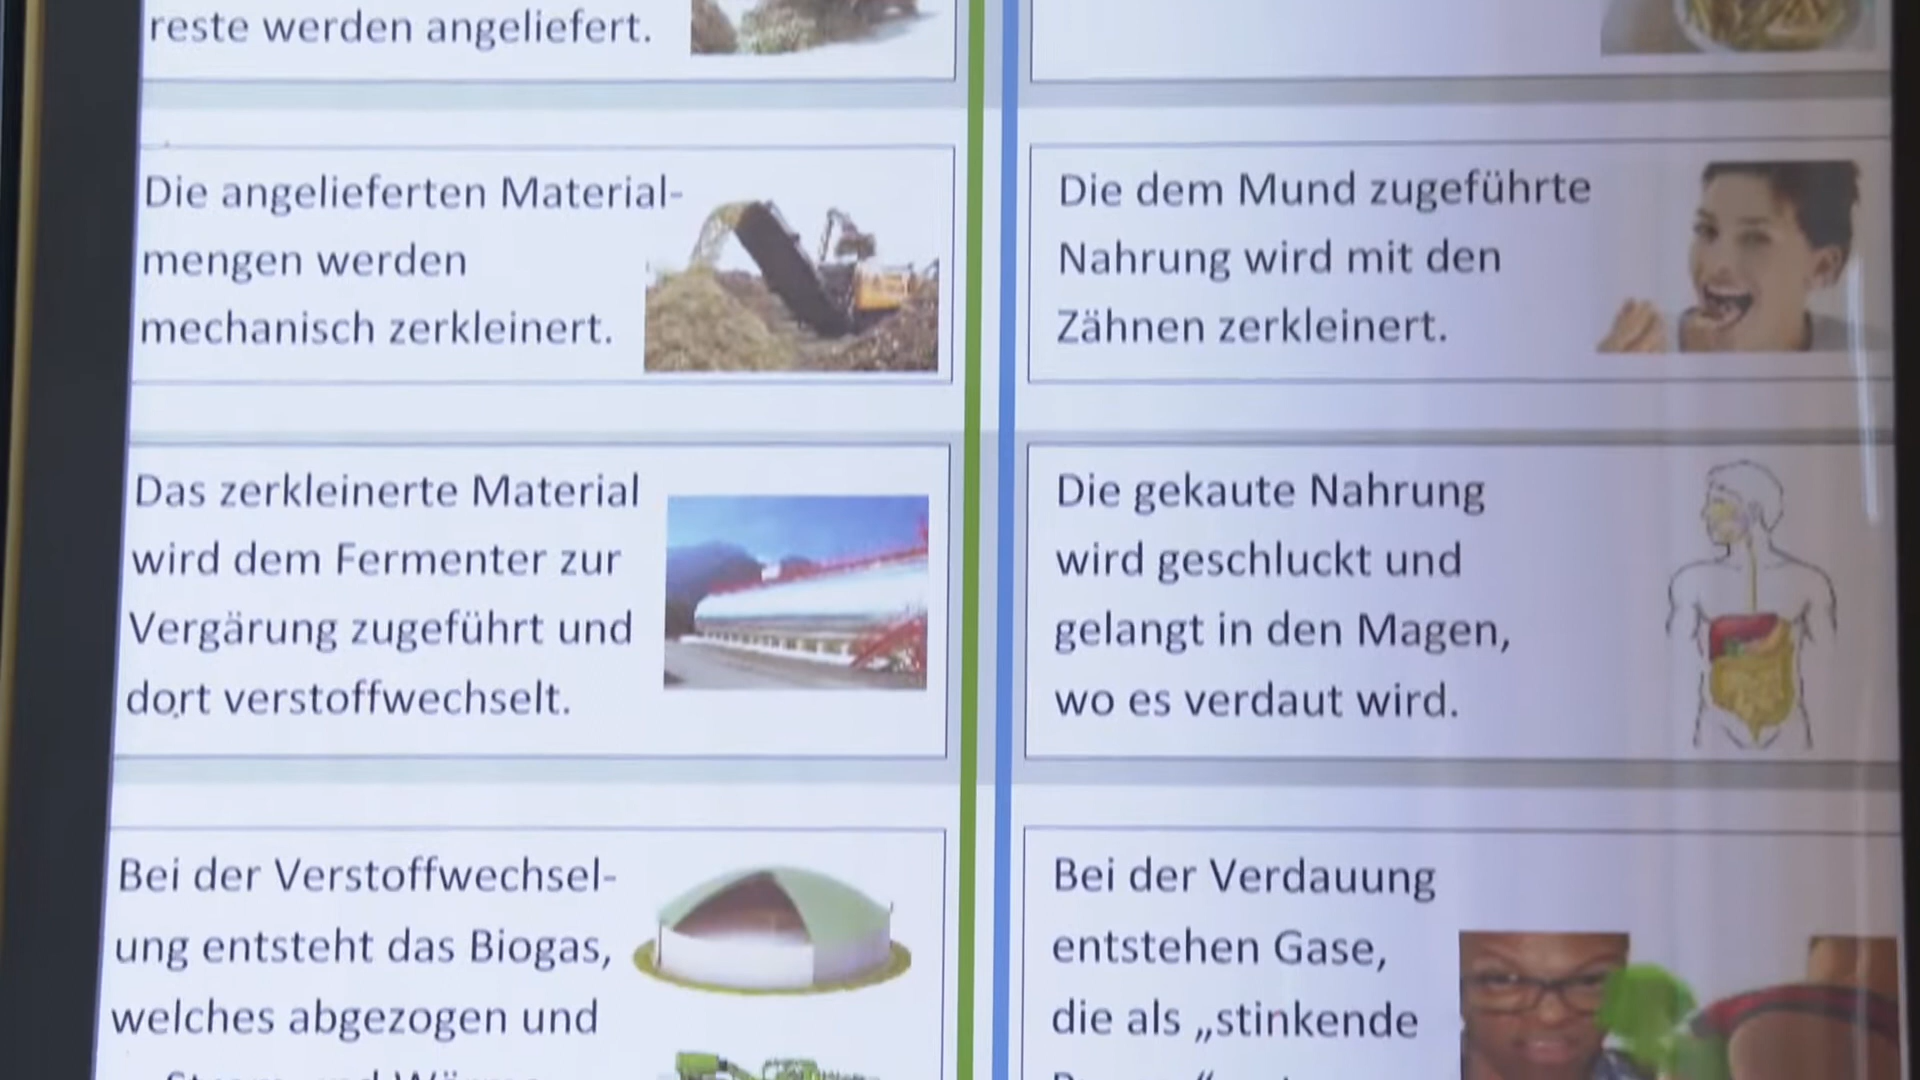 reste werden angeliefert.
Die angelieferten Material-
mengen werden
mechanisch zerkleinert.
Die dem Mund zugeführte
Nahrung wird mit den
Zähnen zerkleinert.
Das zerkleinerte Material
wird dem Fermenter zur
Vergärung zugeführt und
dort verstoffwechselt.
Die gekaute Nahrung
wird geschluckt und
gelangt in den Magen,
wo es verdaut wird.
Bei der Verstoffwechsel-
ung entsteht das Biogas,
welches abgezogen und
Bei der Verdauung
entstehen Gase,
die als „stinkende